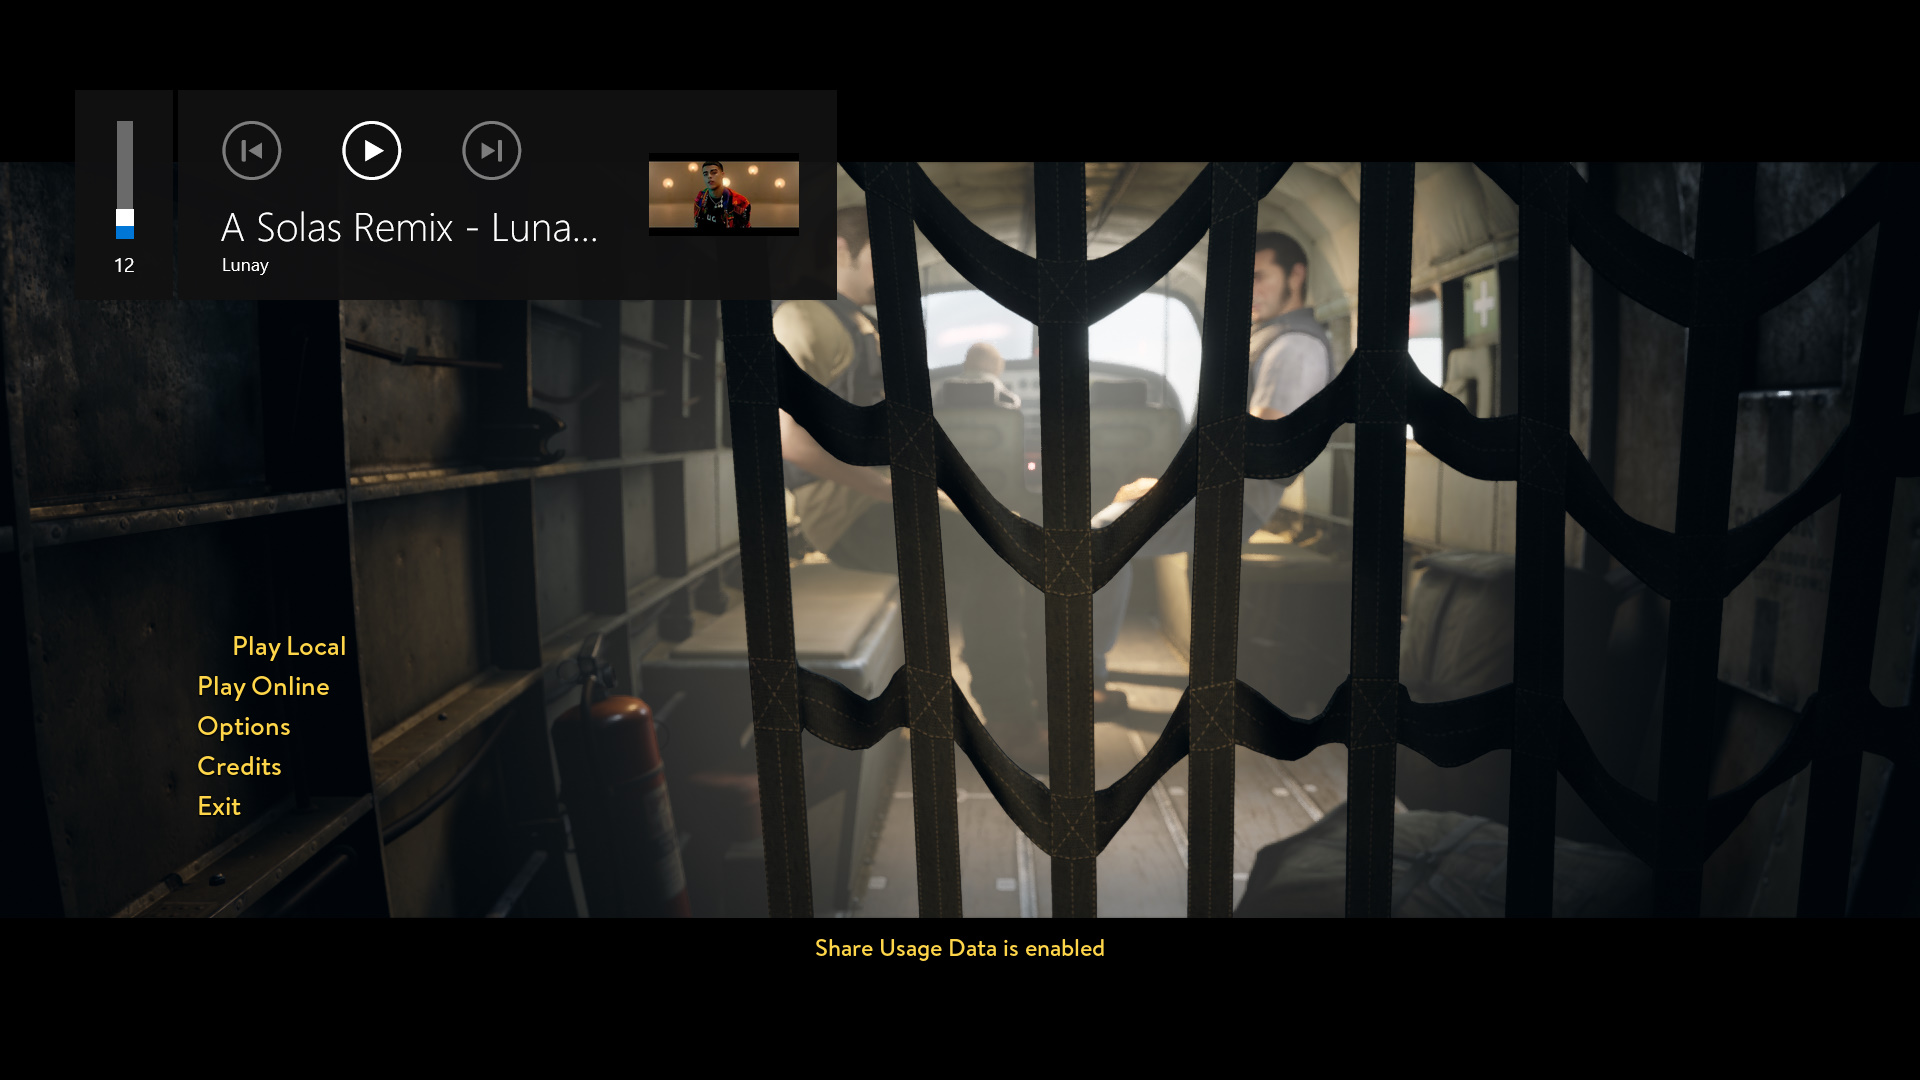 A Solas Remix - Luna...
12
Lunay
Play Local
Play Online
Options
Credits
Exit
Share Usage Data is enabled